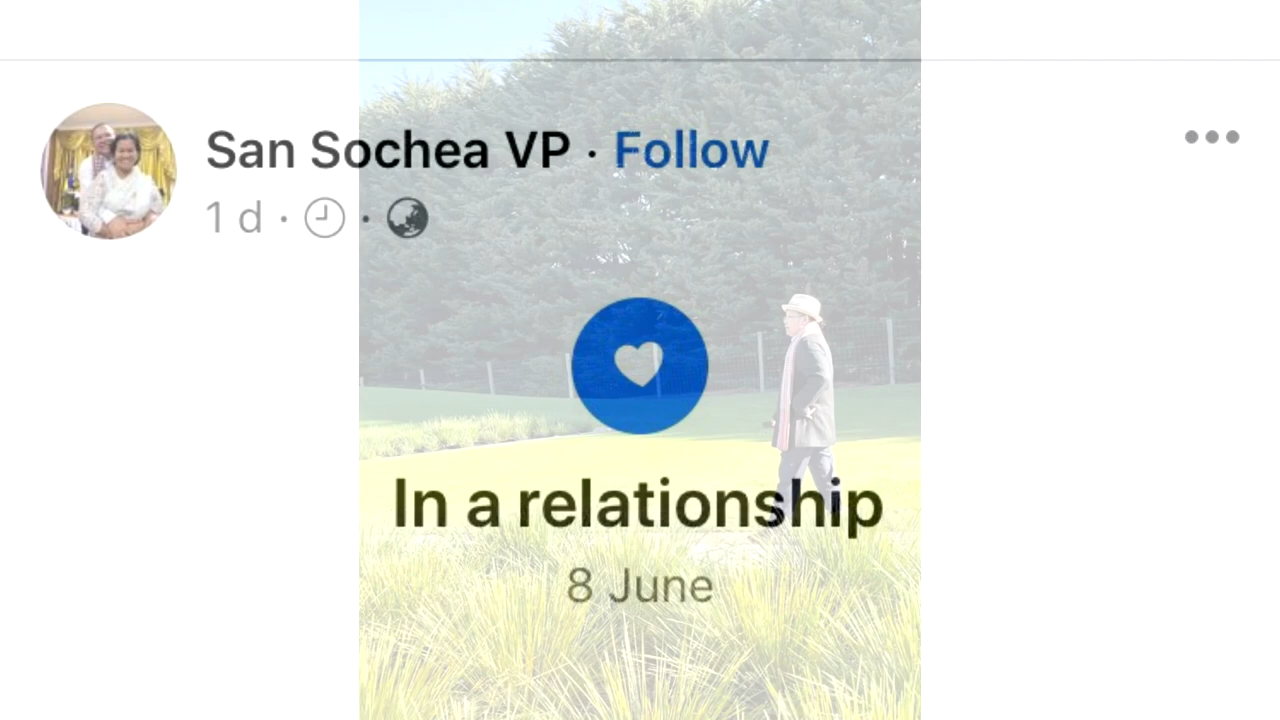 San Sochea VP · Follow
1 d · ·
In a relationship
8 June